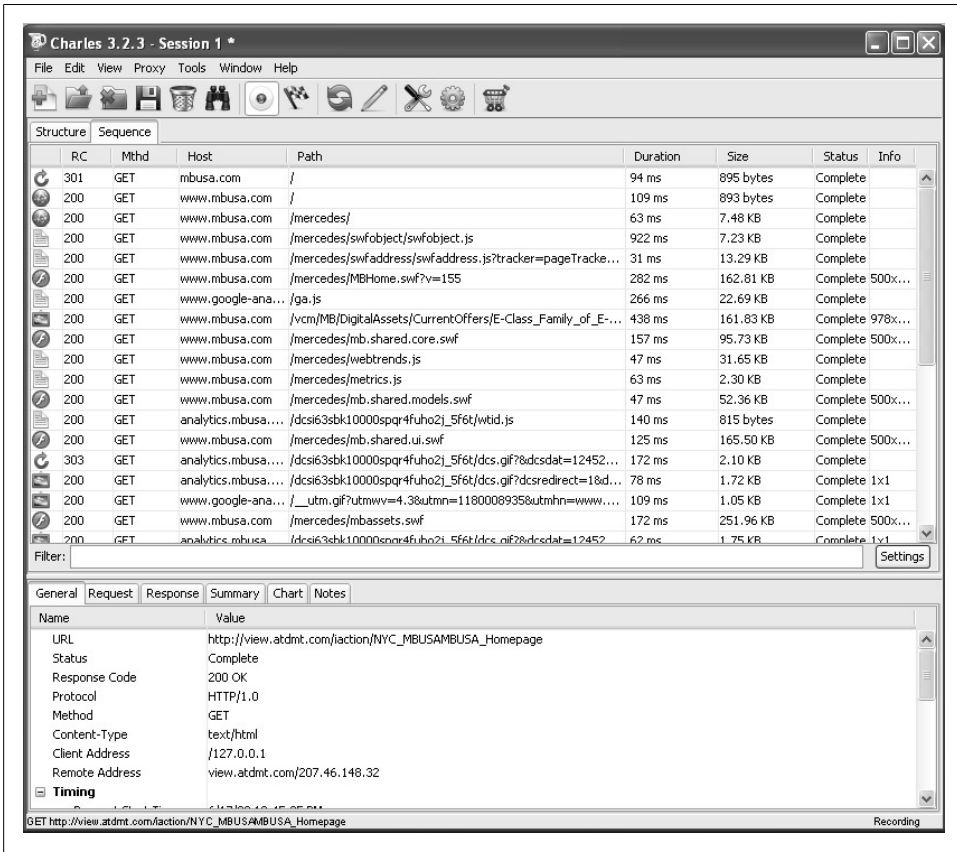 Charles 3.2.3 - Session 1 *
File Edit View Proxy Tools Window Help
Structure Sequence
RC Mthd Host Path Duration Size Status Info
301 GET mbusa.com / 94 ms 895 bytes Complete
200 GET www.mbusa.com / 109 ms 893 bytes Complete
200 GET www.mbusa.com /mercedes/ 63 ms 7.48 KB Complete
200 GET www.mbusa.com /mercedes/swfobject/swfobject.js 922 ms 7.23 KB Complete
200 GET www.mbusa.com /mercedes/swfaddress/swfaddress.js?tracker=pageTracke... 31 ms 13.29 KB Complete
200 GET www.mbusa.com /mercedes/MBHome.swf?v=155 282 ms 162.81 KB Complete 500x...
200 GET www.google-ana... /ga.js 266 ms 22.69 KB Complete
200 GET www.mbusa.com /vcm/MB/DigitalAssets/CurrentOffers/E-Class_Family_of_E-... 438 ms 161.83 KB Complete 978x...
200 GET www.mbusa.com /mercedes/mb.shared.core.swf 157 ms 95.73 KB Complete 500x...
200 GET www.mbusa.com /mercedes/webtrends.js 47 ms 31.65 KB Complete
200 GET www.mbusa.com /mercedes/metrics.js 63 ms 2.30 KB Complete
200 GET www.mbusa.com /mercedes/mb.shared.models.swf 47 ms 52.36 KB Complete 500x...
200 GET analytics.mbusa.... /dcsi63sbk10000spqr4fuho2j_5f6t/wtid.js 140 ms 815 bytes Complete
200 GET www.mbusa.com /mercedes/mb.shared.ui.swf 125 ms 165.50 KB Complete 500x...
303 GET analytics.mbusa.... /dcsi63sbk10000spqr4fuho2j_5f6t/dcs.gif?&dcsdat=12452... 172 ms 2.10 KB Complete
200 GET analytics.mbusa.... /dcsi63sbk10000spqr4fuho2j_5f6t/dcs.gif?dcsredirect=1&d... 78 ms 1.72 KB Complete 1x1
200 GET www.google-ana... /__utm.gif?utmwv=4.3&utmn=1180008935&utmhn=www.... 109 ms 1.05 KB Complete 1x1
200 GET www.mbusa.com /mercedes/mbassets.swf 172 ms 251.96 KB Complete 500x...
200 GET analytics.mbusa /dcsi63sbk10000spqr4fuho2j_5f6t/dcs.gif?&dcsdat=12452 62 ms 1.75 KB Complete 1x1
Filter: Settings
General Request Response Summary Chart Notes
Name Value
URL http://view.atdmt.com/iaction/NYC_MBUSAMBUSA_Homepage
Status Complete
Response Code 200 OK
Protocol HTTP/1.0
Method GET
Content-Type text/html
Client Address /127.0.0.1
Remote Address view.atdmt.com/207.46.148.32
Timing
GET http://view.atdmt.com/iaction/NYC_MBUSAMBUSA_Homepage Recording